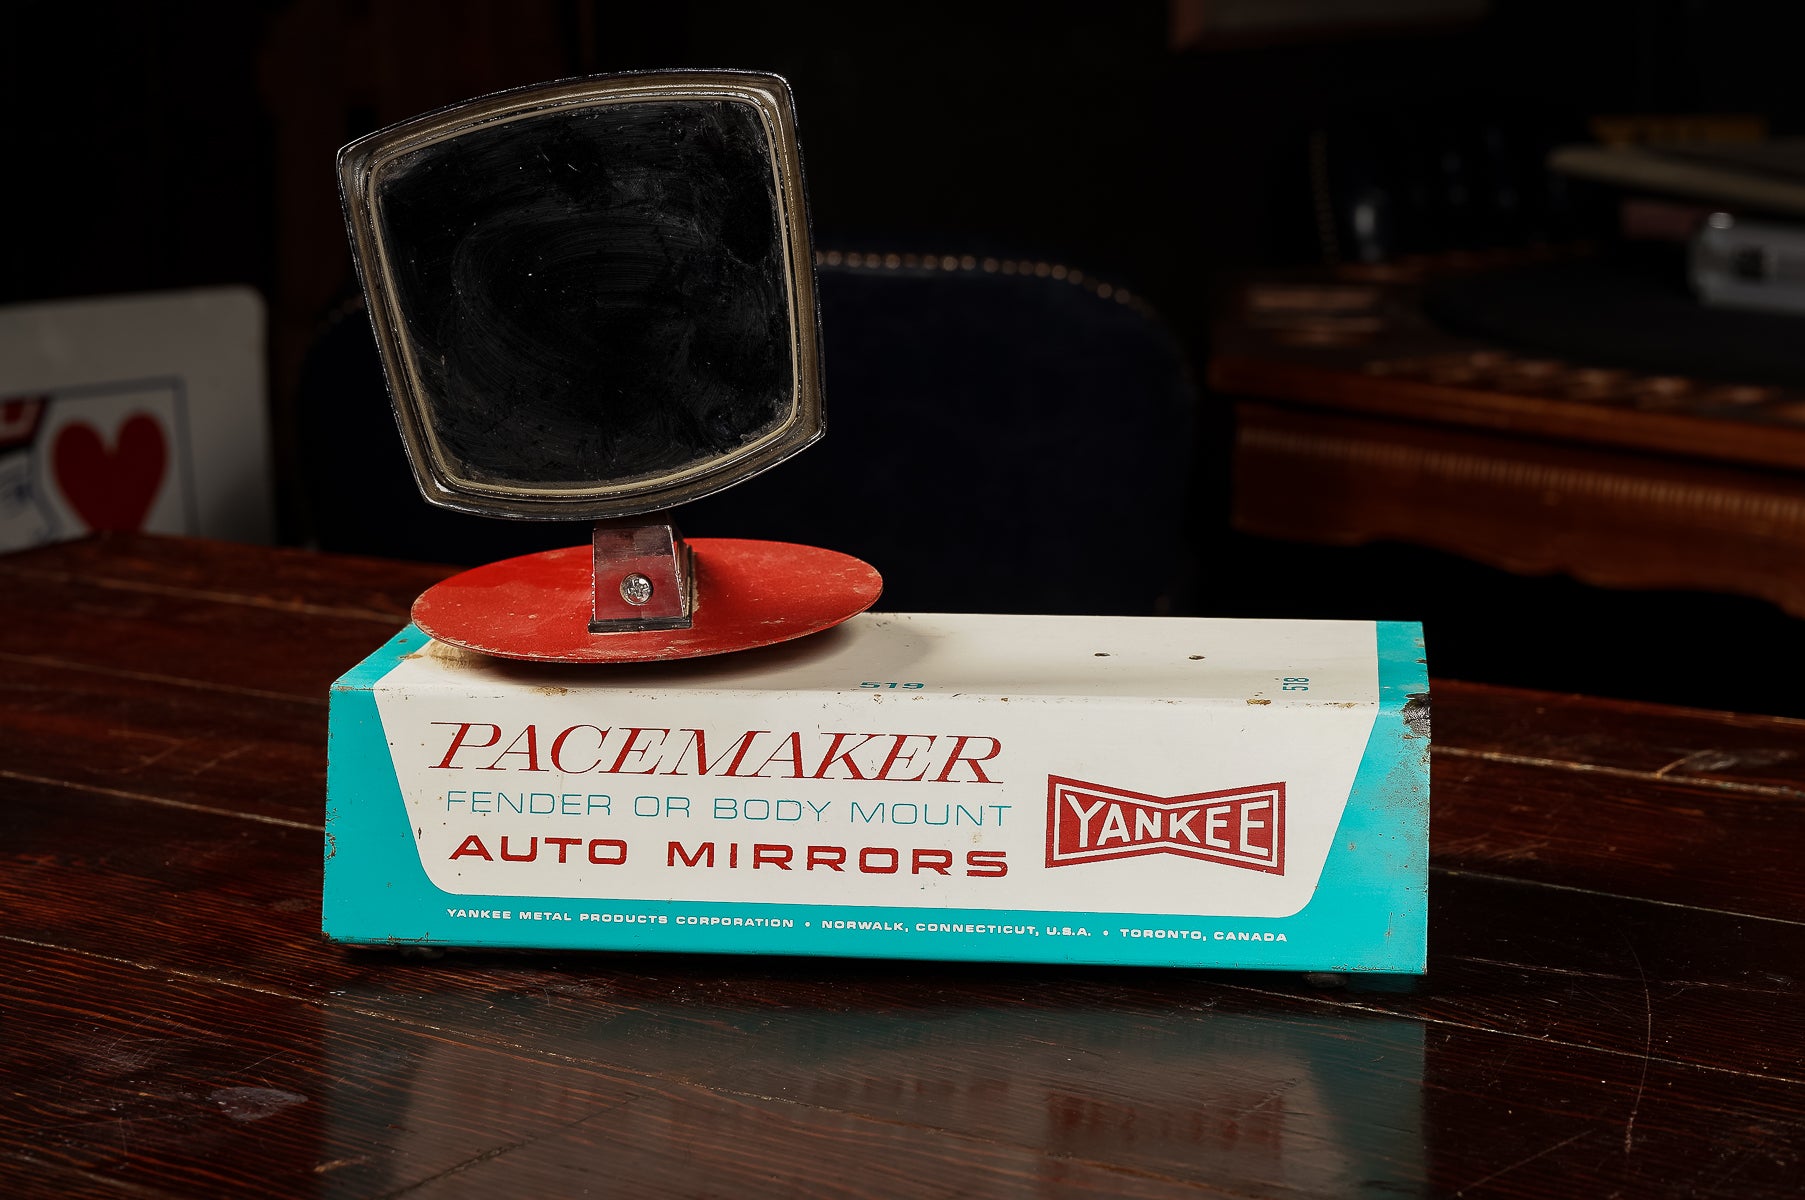 519
518
PACEMAKER
FENDER OR BODY MOUNT
AUTO MIRRORS
YANKEE
YANKEE METAL PRODUCTS CORPORATION • NORWALK, CONNECTICUT, U.S.A. • TORONTO, CANADA